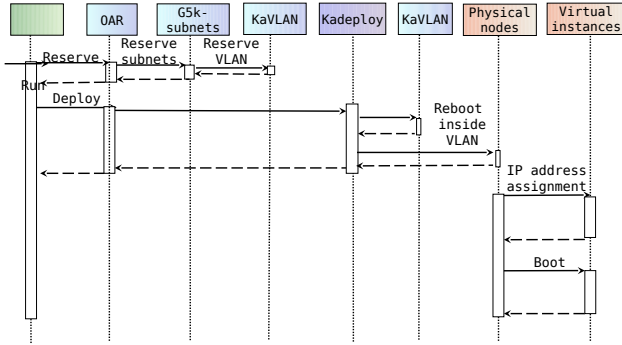 OAR
G5k-
subnets
KaVLAN
Kadeploy
KaVLAN
Physical
nodes
Virtual
instances
Reserve
Reserve
subnets
Reserve
VLAN
Run
Deploy
Reboot
inside
VLAN
IP address
assignment
Boot